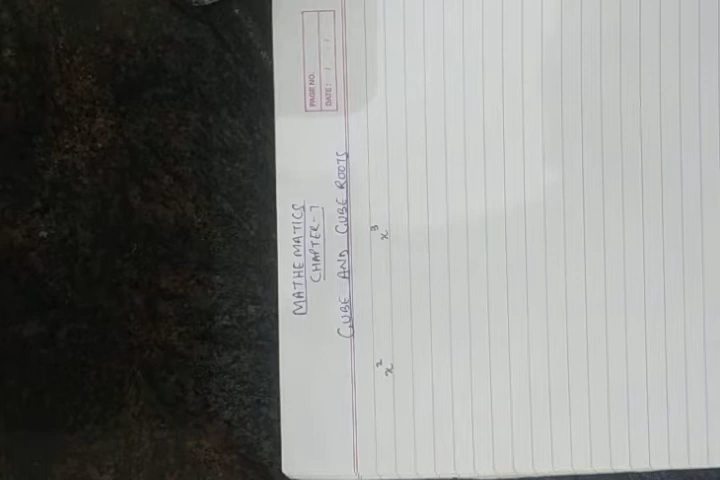 PAGE NO.
DATE: / /
MATHEMATICS
CHAPTER-7
CUBE AND CUBE ROOTS
x² x³